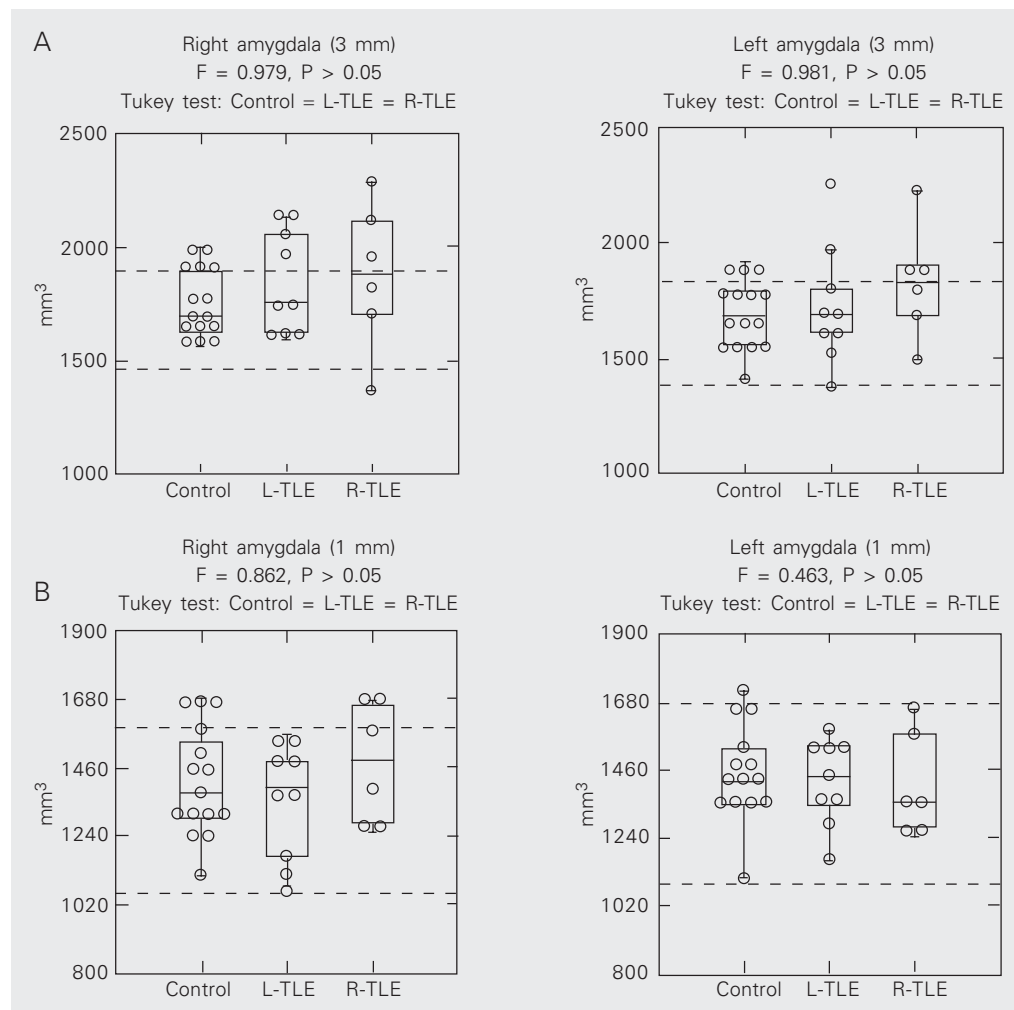 A
Right amygdala (3 mm)
F = 0.979, P > 0.05
Tukey test: Control = L-TLE = R-TLE
2500
2000
1500
1000
mm³
Control L-TLE R-TLE
Left amygdala (3 mm)
F = 0.981, P > 0.05
Tukey test: Control = L-TLE = R-TLE
2500
2000
1500
1000
mm³
Control L-TLE R-TLE
B
Right amygdala (1 mm)
F = 0.862, P > 0.05
Tukey test: Control = L-TLE = R-TLE
1900
1680
1460
1240
1020
800
mm³
Control L-TLE R-TLE
Left amygdala (1 mm)
F = 0.463, P > 0.05
Tukey test: Control = L-TLE = R-TLE
1900
1680
1460
1240
1020
800
mm³
Control L-TLE R-TLE